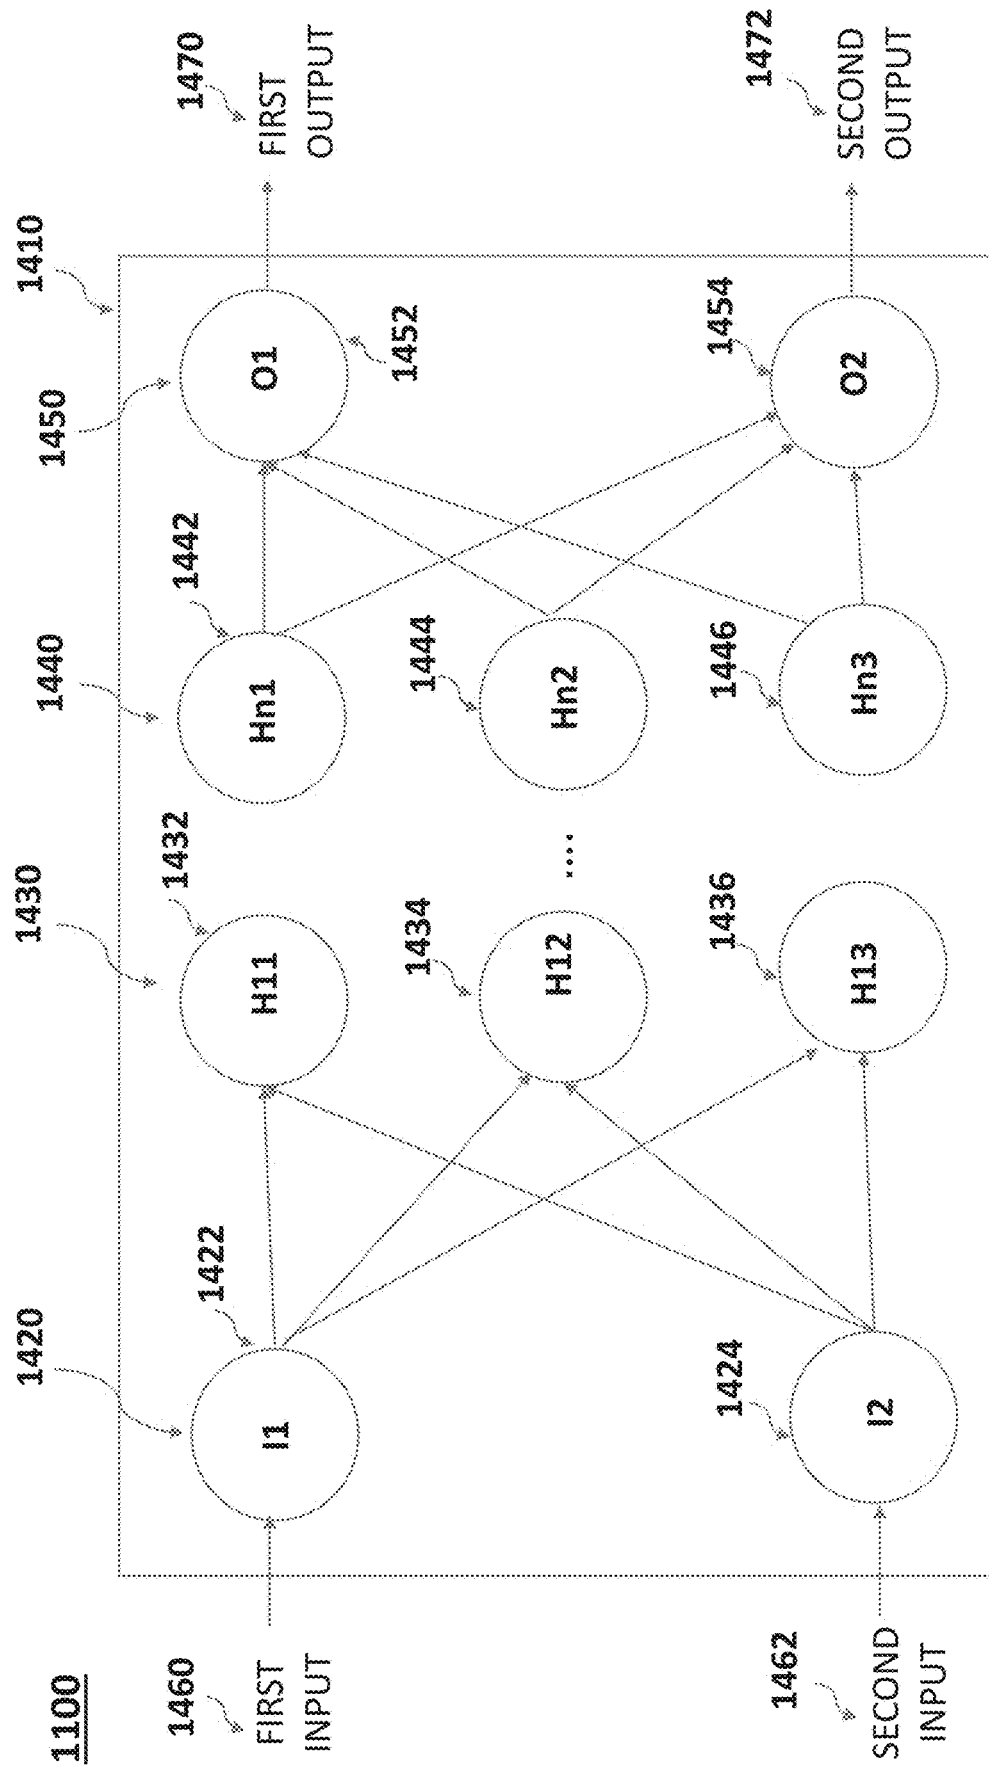 1100
1410
1420
1430
1440
1450
1460
FIRST
INPUT
I1
1422
H11
1432
Hn1
1442
O1
1452
1470
FIRST
OUTPUT
H12
1434
....
Hn2
1444
1462
SECOND
INPUT
I2
1424
H13
1436
Hn3
1446
O2
1454
1472
SECOND
OUTPUT